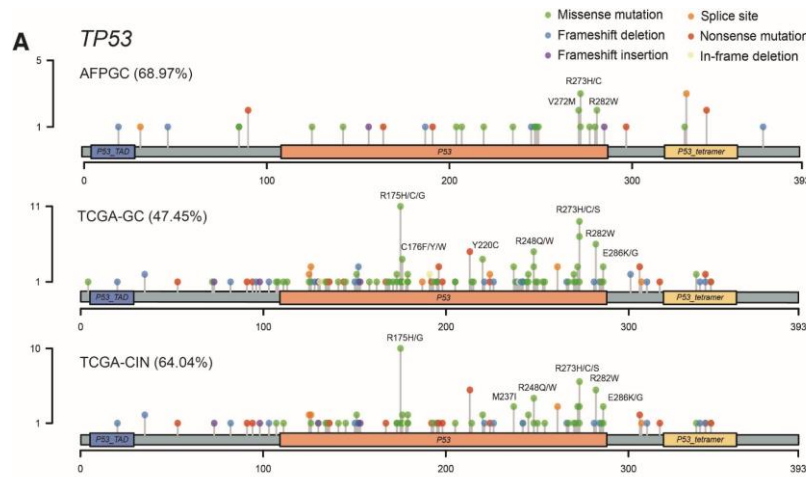 A
TP53
Missense mutation
Splice site
Frameshift deletion
Nonsense mutation
Frameshift insertion
In-frame deletion
AFPGC (68.97%)
5
1
R273H/C
V272M
R282W
P53_TAD
P53
P53_tetramer
0 100 200 300 393
TCGA-GC (47.45%)
11
1
R175H/C/G
C176F/Y/W
Y220C
R248Q/W
R273H/C/S
R282W
E286K/G
P53_TAD
P53
P53_tetramer
0 100 200 300 393
TCGA-CIN (64.04%)
10
1
R175H/G
M237I
R248Q/W
R273H/C/S
R282W
E286K/G
P53_TAD
P53
P53_tetramer
0 100 200 300 393